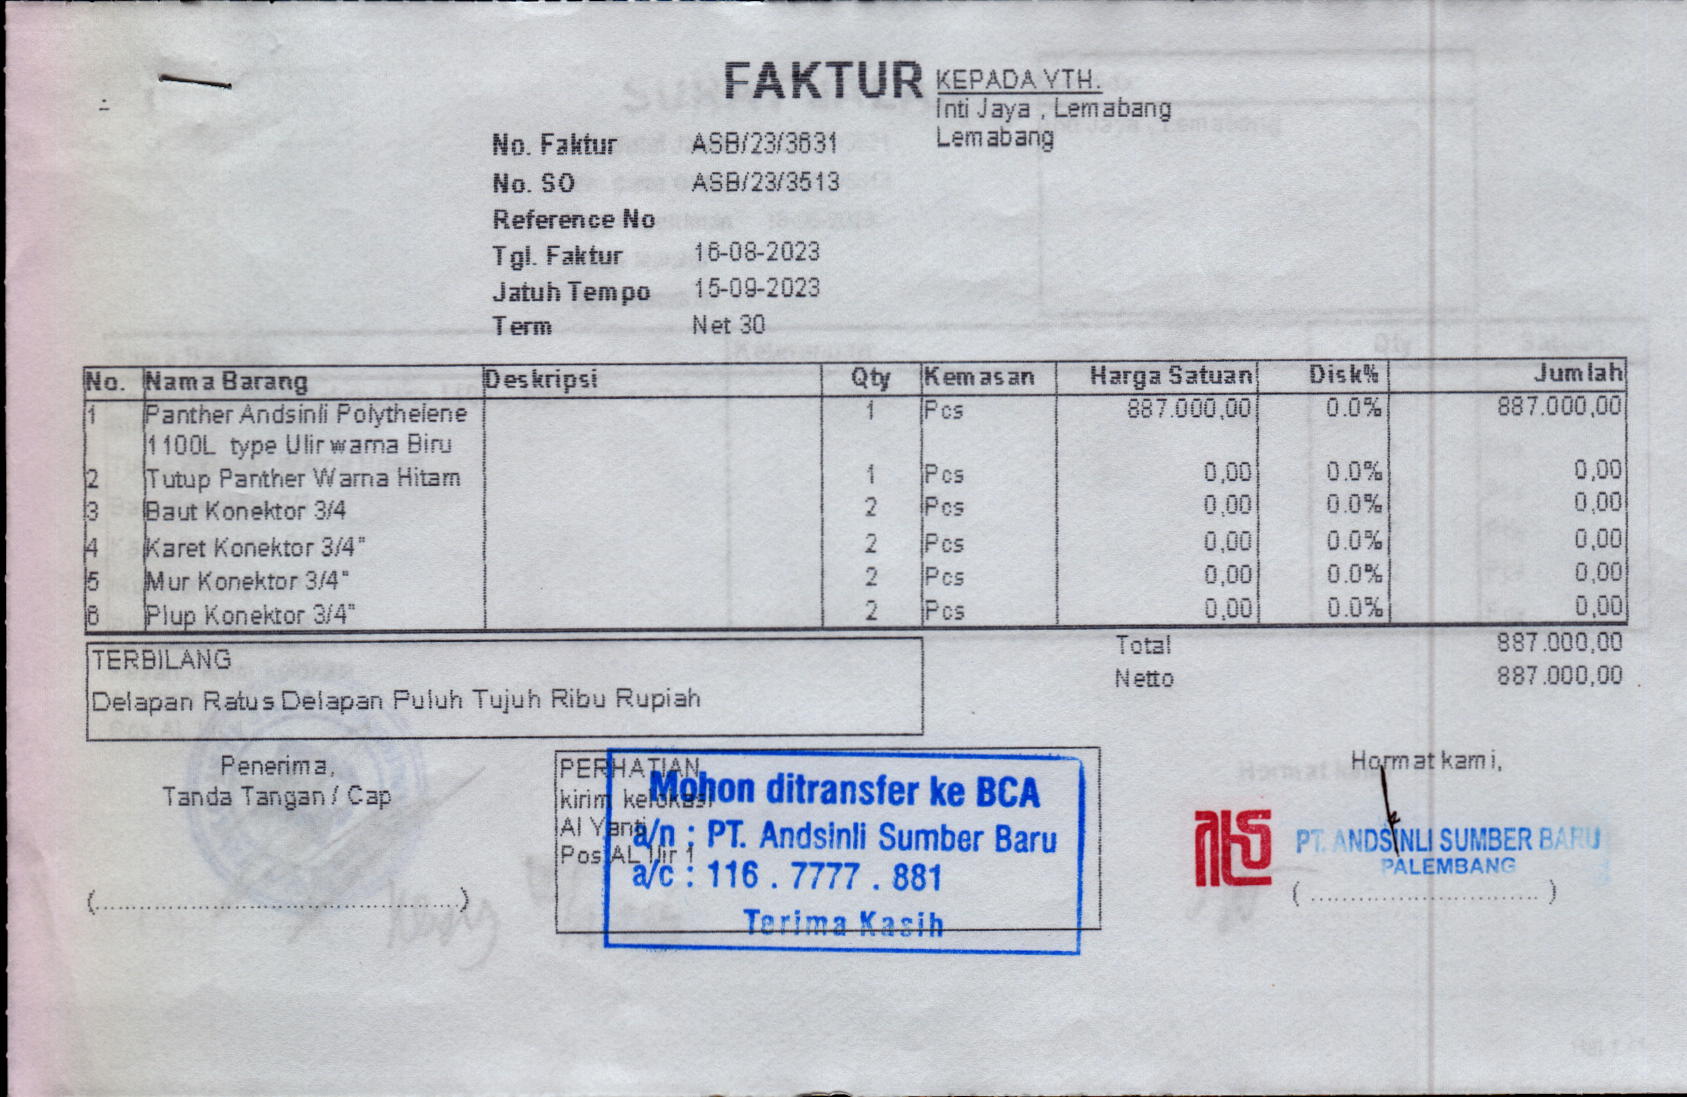 FAKTUR
KEPADA YTH.
Inti Jaya , Lemabang
Lemabang
No. Faktur ASB/23/3631
No. SO ASB/23/3513
Reference No
Tgl. Faktur 16-08-2023
Jatuh Tempo 15-09-2023
Term Net 30
No. Nama Barang Deskripsi Qty Kemasan Harga Satuan Disk% Jumlah
1 Panther Andsinli Polythelene 1 Pcs 887.000,00 0.0% 887.000,00
1100L type Ulir warna Biru
2 Tutup Panther Warna Hitam 1 Pcs 0,00 0.0% 0,00
3 Baut Konektor 3/4 2 Pcs 0,00 0.0% 0,00
4 Karet Konektor 3/4" 2 Pcs 0,00 0.0% 0,00
5 Mur Konektor 3/4" 2 Pcs 0,00 0.0% 0,00
6 Plup Konektor 3/4" 2 Pcs 0,00 0.0% 0,00
Total 887.000,00
Netto 887.000,00
TERBILANG
Delapan Ratus Delapan Puluh Tujuh Ribu Rupiah
Penerima,
Tanda Tangan / Cap
(................................................)
PERHATIAN
kirim kelokasi
Al Yanti
Pos AL Ulir 1
Mohon ditransfer ke BCA
a/n : PT. Andsinli Sumber Baru
a/c : 116 . 7777 . 881
Terima Kasih
Hormat kami,
PT. ANDSINLI SUMBER BARU
PALEMBANG
(..............................)